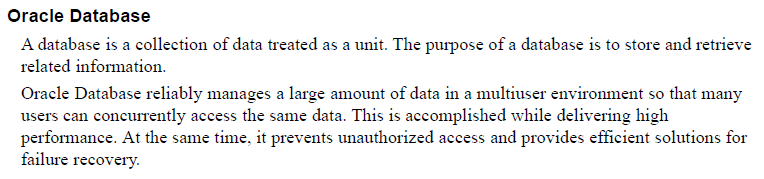 Oracle Database
A database is a collection of data treated as a unit. The purpose of a database is to store and retrieve
related information.
Oracle Database reliably manages a large amount of data in a multiuser environment so that many
users can concurrently access the same data. This is accomplished while delivering high
performance. At the same time, it prevents unauthorized access and provides efficient solutions for
failure recovery.